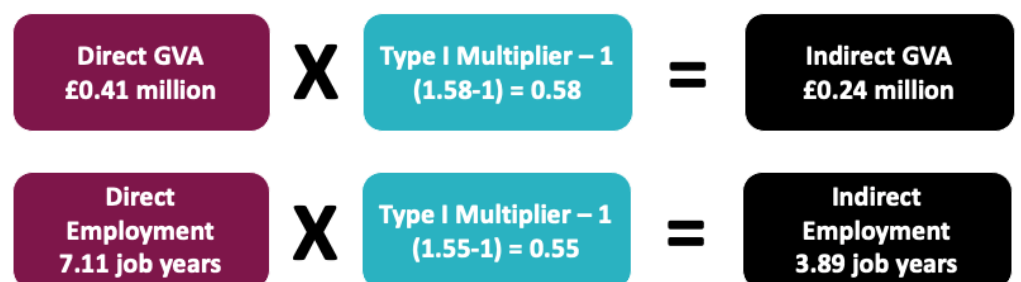 Direct GVA
£0.41 million
X
Type I Multiplier – 1
(1.58-1) = 0.58
=
Indirect GVA
£0.24 million
Direct
Employment
7.11 job years
X
Type I Multiplier – 1
(1.55-1) = 0.55
=
Indirect
Employment
3.89 job years